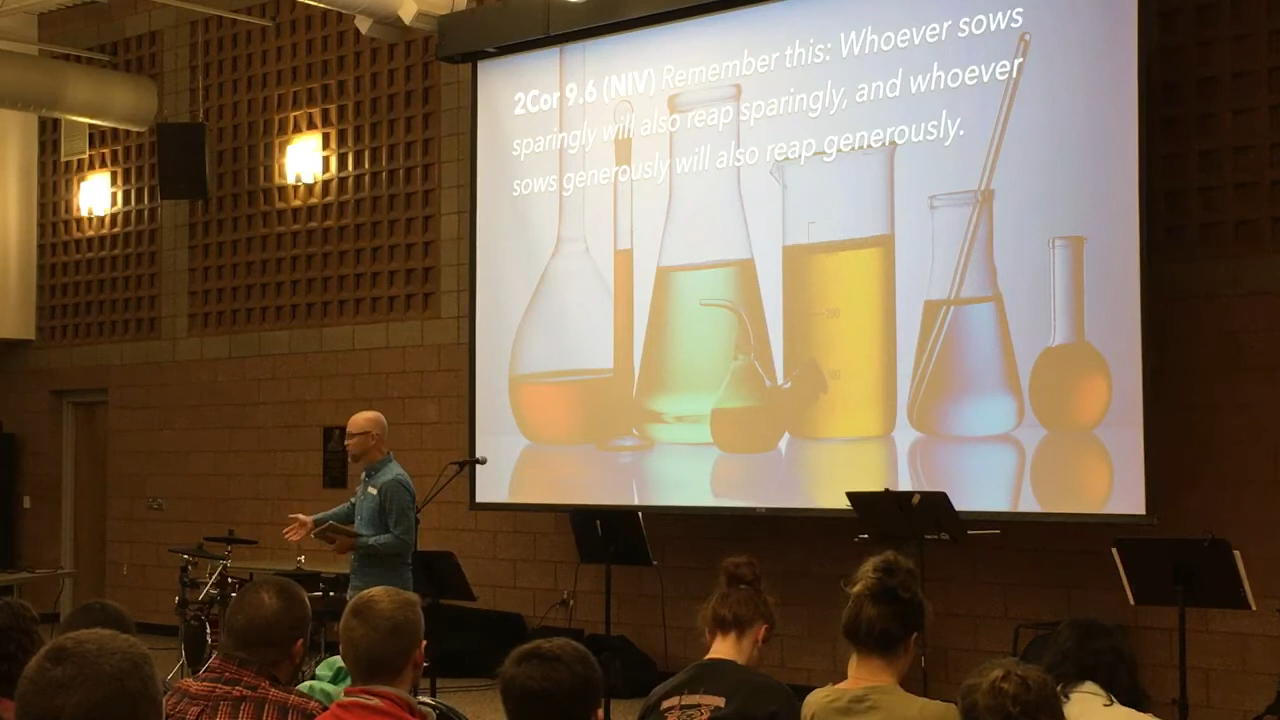 2Cor 9.6 (NIV) Remember this: Whoever sows
sparingly will also reap sparingly, and whoever
sows generously will also reap generously.